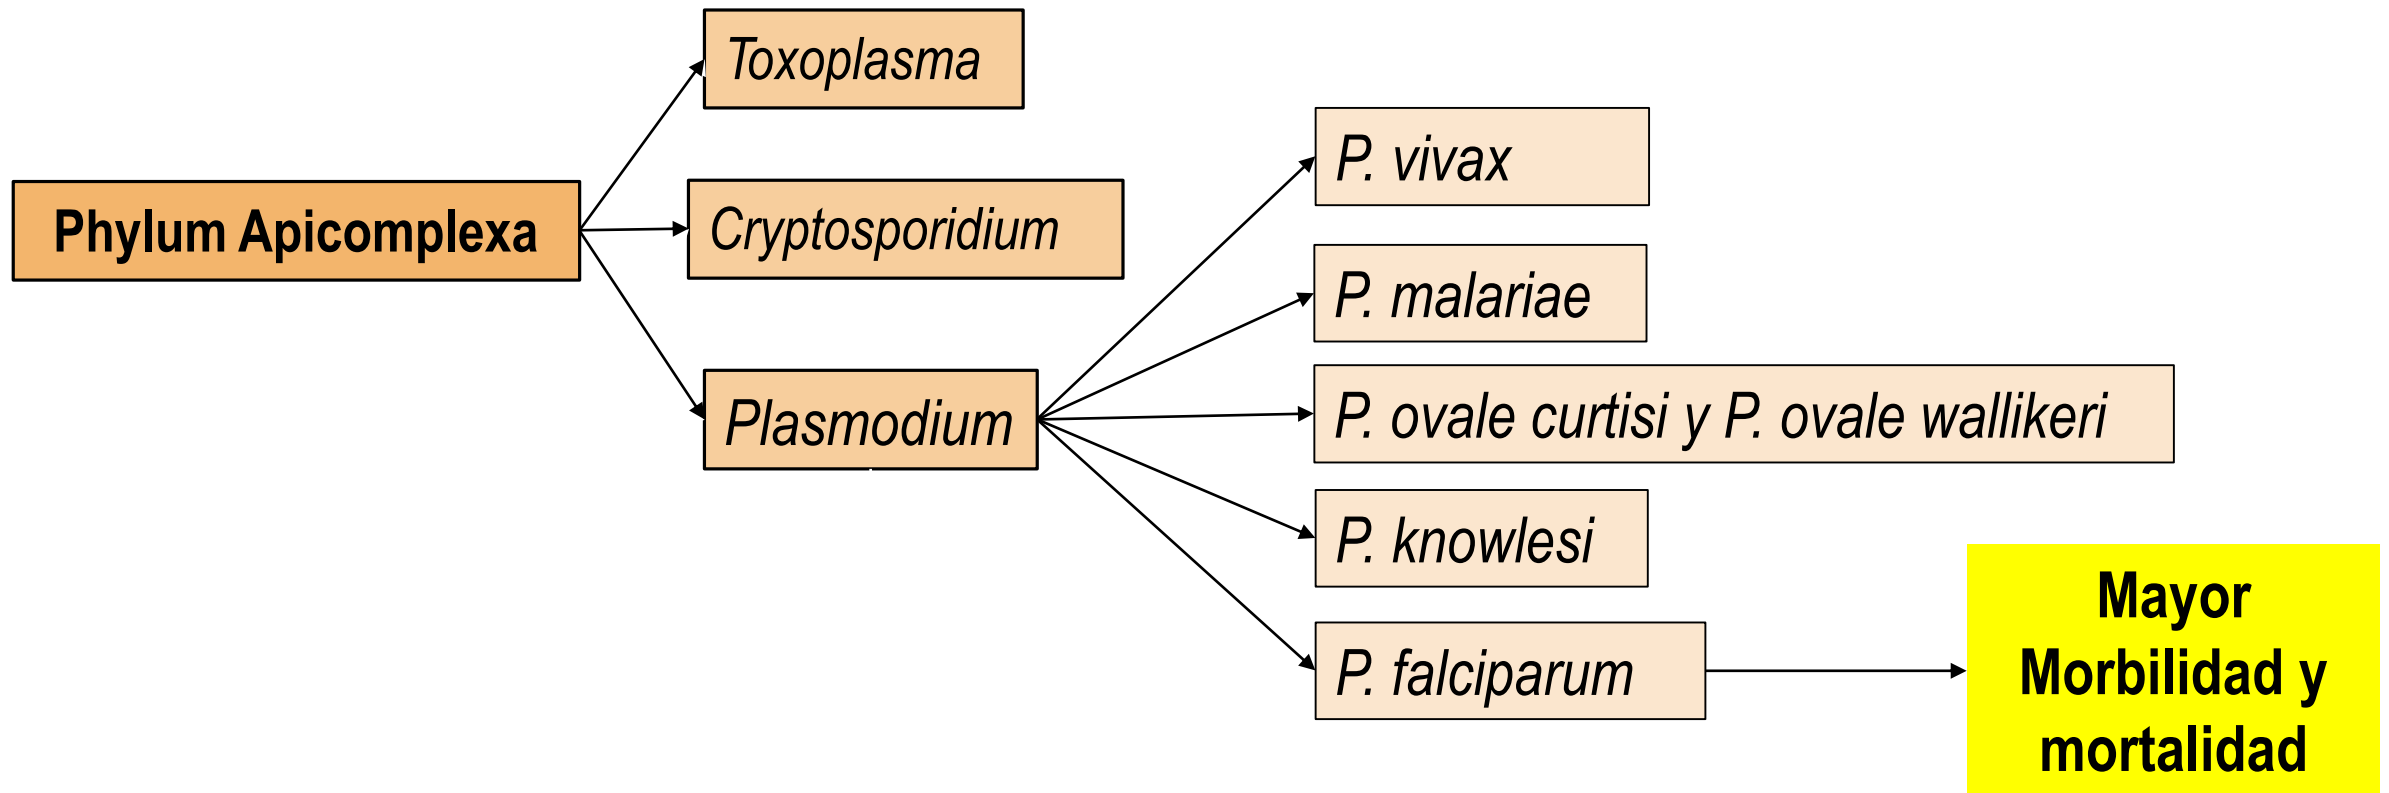 Phylum Apicomplexa
Toxoplasma
Cryptosporidium
Plasmodium
P. vivax
P. malariae
P. ovale curtisi y P. ovale wallikeri
P. knowlesi
P. falciparum
Mayor
Morbilidad y
mortalidad